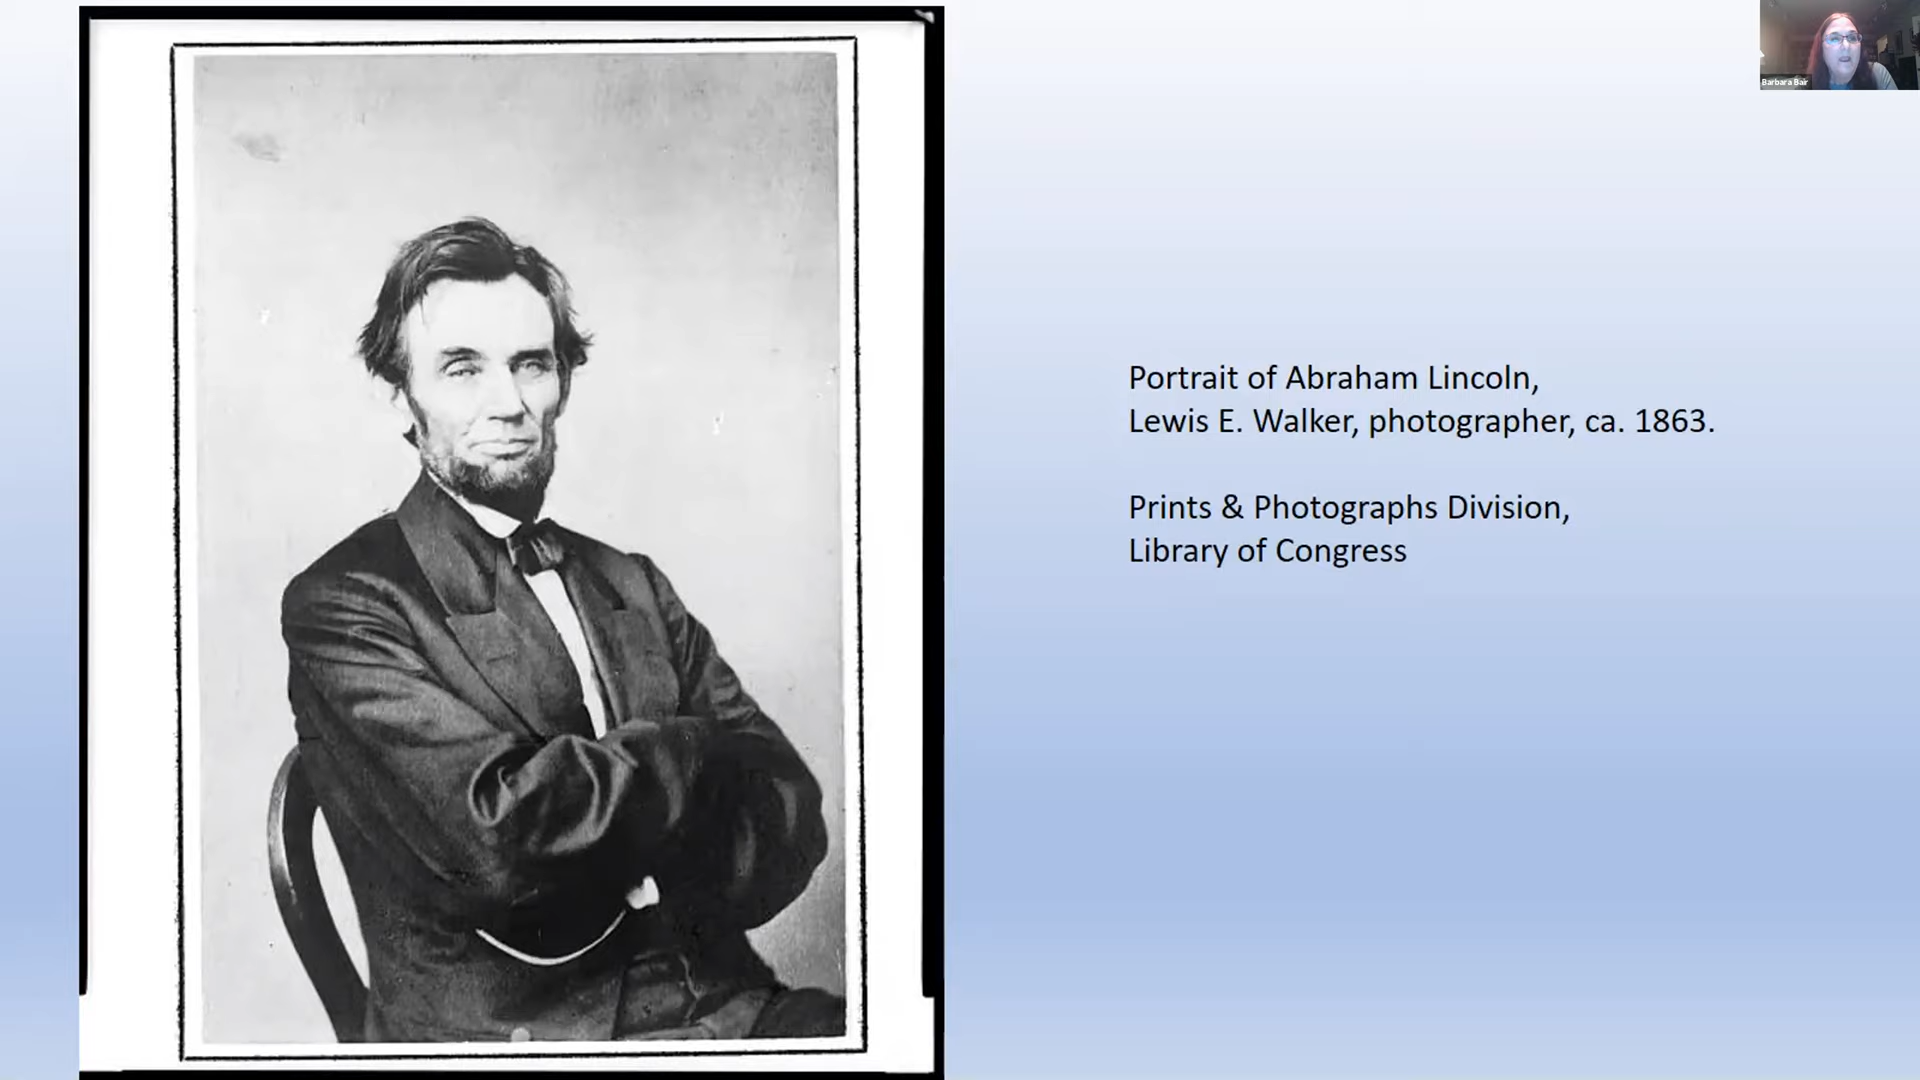 Portrait of Abraham Lincoln,
Lewis E. Walker, photographer, ca. 1863.
Prints & Photographs Division,
Library of Congress
Barbara Bair